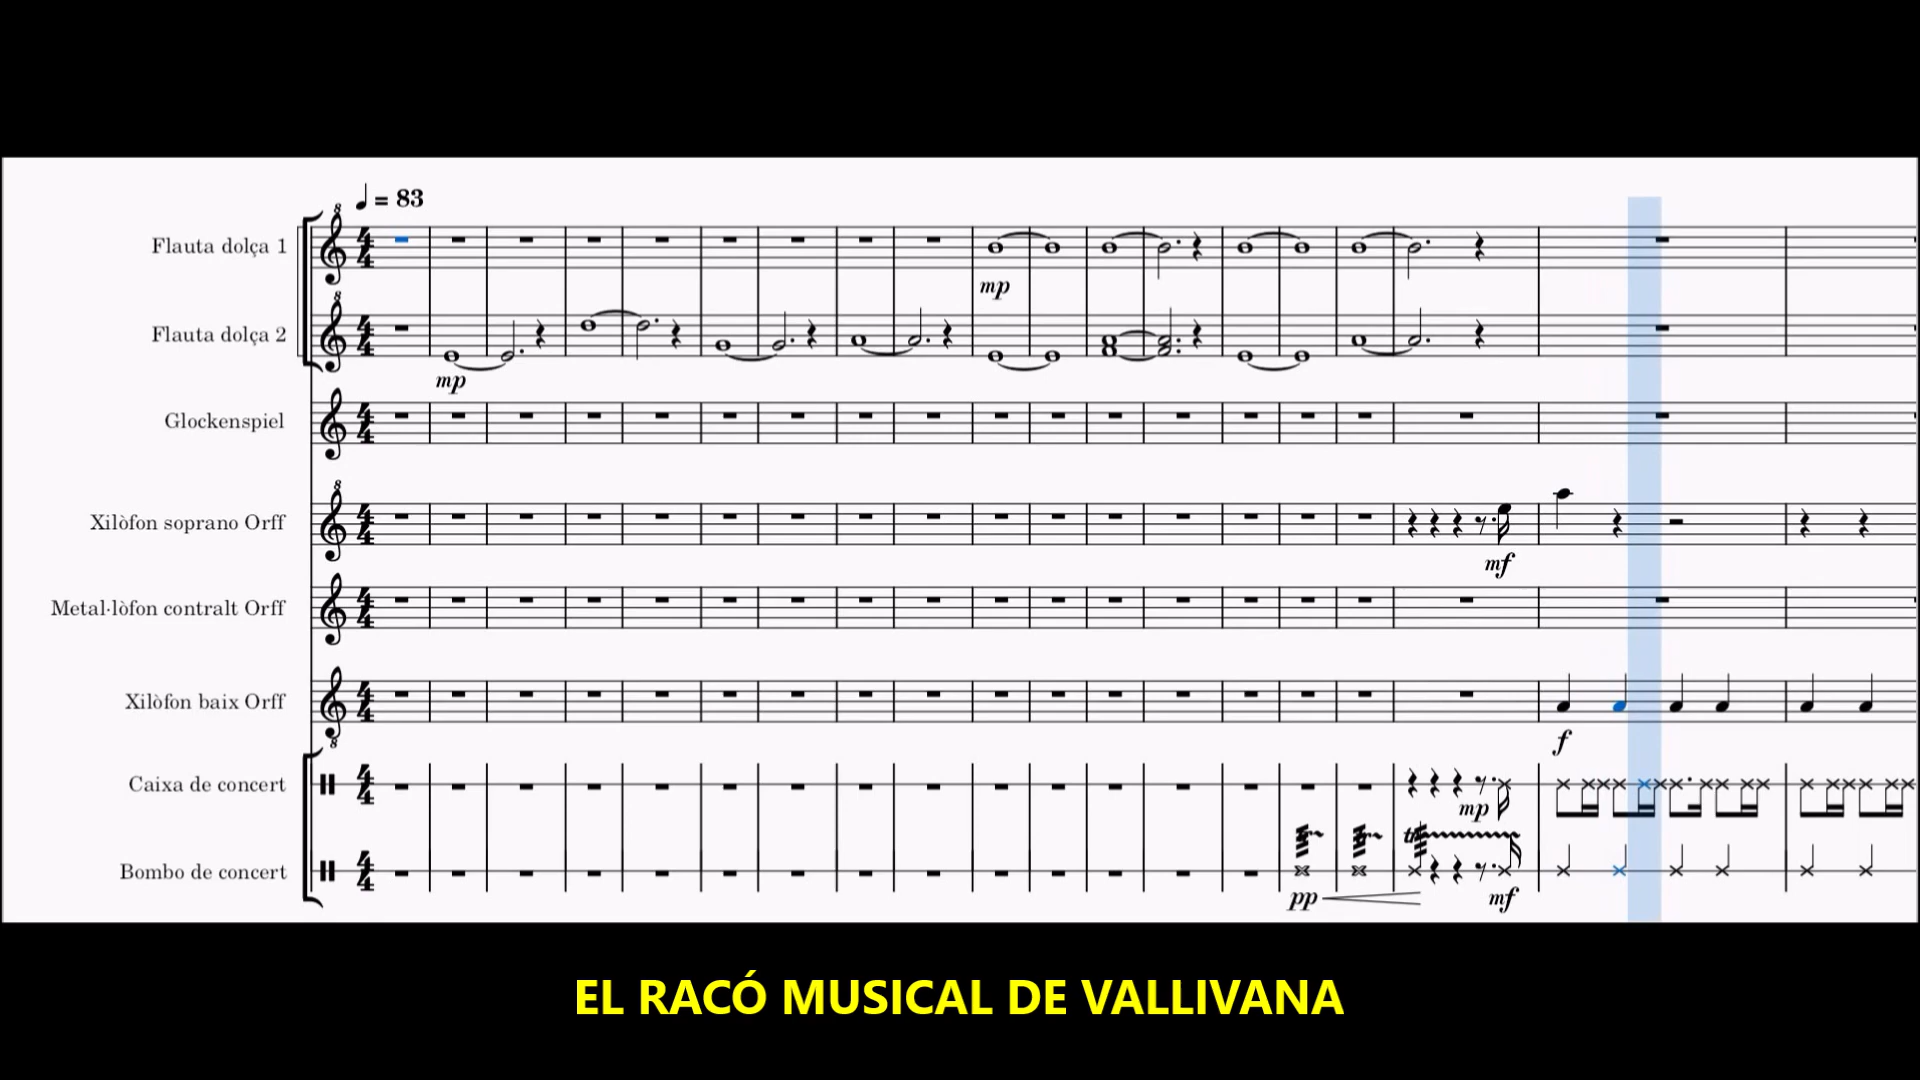 = 83
Flauta dolça 1
mp
Flauta dolça 2
mp
Glockenspiel
Xilòfon soprano Orff
mf
Metal·lòfon contralt Orff
Xilòfon baix Orff
f
Caixa de concert
mp
Bombo de concert
pp mf
EL RACÓ MUSICAL DE VALLIVANA